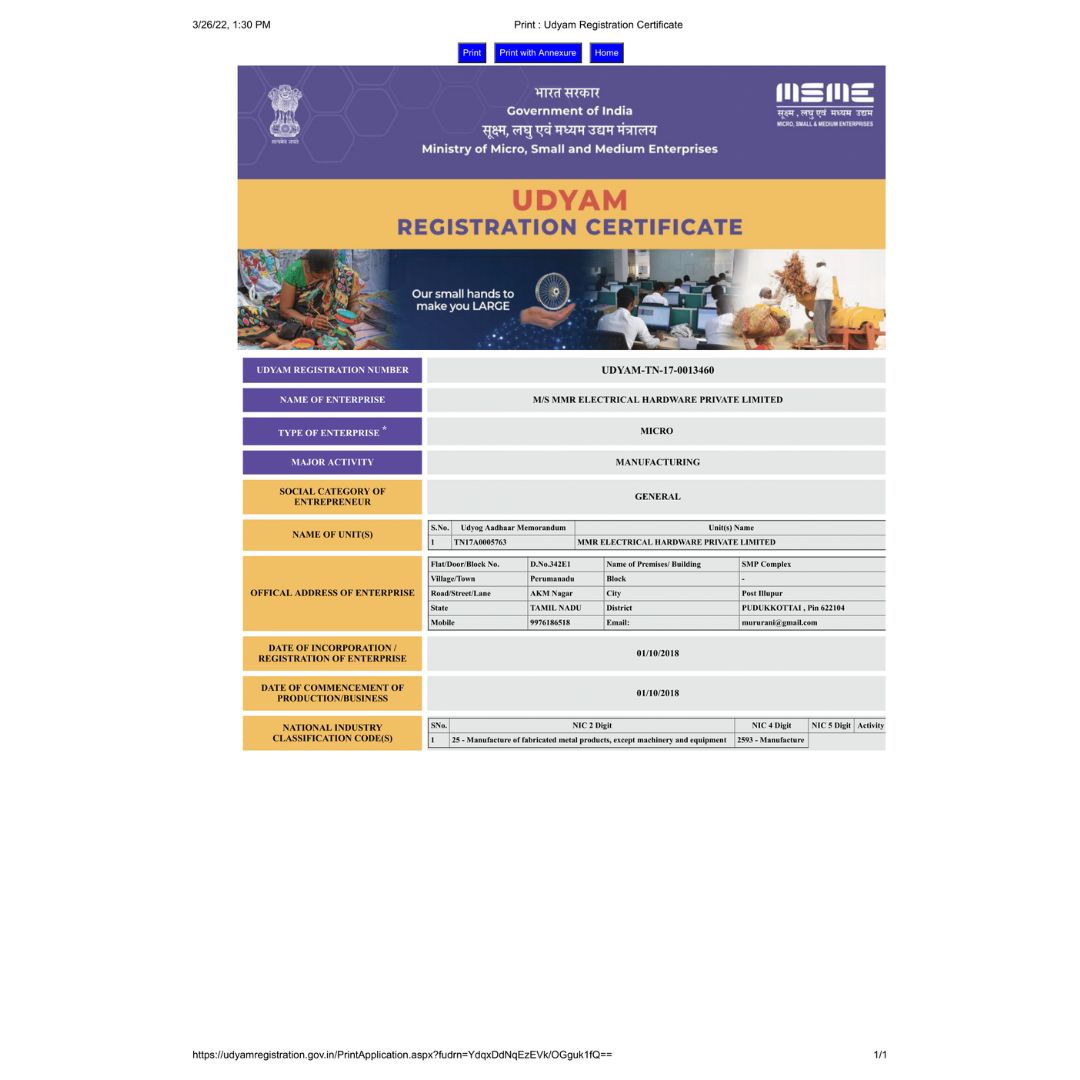 3/26/22, 1:30 PM Print : Udyam Registration Certificate
Print Print with Annexure Home
भारत सरकार
Government of India
सूक्ष्म, लघु एवं मध्यम उद्यम मंत्रालय
Ministry of Micro, Small and Medium Enterprises
सत्यमेव जयते
MSME
सूक्ष्म , लघु एवं मध्यम उद्यम
MICRO, SMALL & MEDIUM ENTERPRISES
UDYAM
REGISTRATION CERTIFICATE
Our small hands to
make you LARGE
UDYAM REGISTRATION NUMBER UDYAM-TN-17-0013460
NAME OF ENTERPRISE M/S MMR ELECTRICAL HARDWARE PRIVATE LIMITED
TYPE OF ENTERPRISE * MICRO
MAJOR ACTIVITY MANUFACTURING
SOCIAL CATEGORY OF
ENTREPRENEUR
GENERAL
NAME OF UNIT(S)
S.No. Udyog Aadhaar Memorandum Unit(s) Name
1 TN17A0005763 MMR ELECTRICAL HARDWARE PRIVATE LIMITED
OFFICAL ADDRESS OF ENTERPRISE
Flat/Door/Block No. D.No.342E1 Name of Premises/ Building SMP Complex
Village/Town Perumanadu Block -
Road/Street/Lane AKM Nagar City Post Illupur
State TAMIL NADU District PUDUKKOTTAI , Pin 622104
Mobile 9976186518 Email: mururani@gmail.com
DATE OF INCORPORATION /
REGISTRATION OF ENTERPRISE
01/10/2018
DATE OF COMMENCEMENT OF
PRODUCTION/BUSINESS
01/10/2018
NATIONAL INDUSTRY
CLASSIFICATION CODE(S)
SNo. NIC 2 Digit NIC 4 Digit NIC 5 Digit Activity
1 25 - Manufacture of fabricated metal products, except machinery and equipment 2593 - Manufacture
https://udyamregistration.gov.in/PrintApplication.aspx?fudrn=YdqxDdNqEzEVk/OGguk1fQ== 1/1